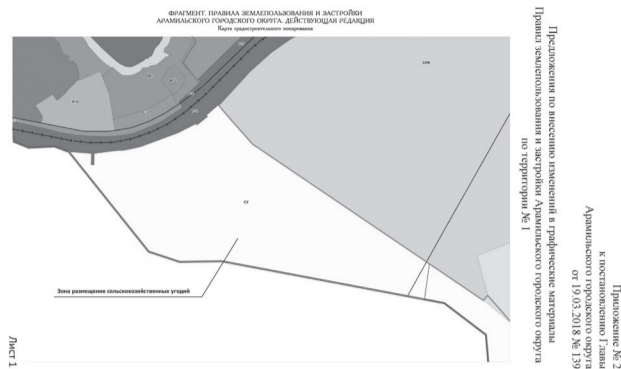 Приложение № 2
к постановлению Главы
Арамильского городского округа
от 19.03.2018 № 139
Предложения по внесению изменений в графические материалы
Правил землепользования и застройки Арамильского городского округа
по территории № 1
ФРАГМЕНТ. ПРАВИЛА ЗЕМЛЕПОЛЬЗОВАНИЯ И ЗАСТРОЙКИ
АРАМИЛЬСКОГО ГОРОДСКОГО ОКРУГА. ДЕЙСТВУЮЩАЯ РЕДАКЦИЯ
Карта градостроительного зонирования
Зона размещения сельскохозяйственных угодий
Лист 1